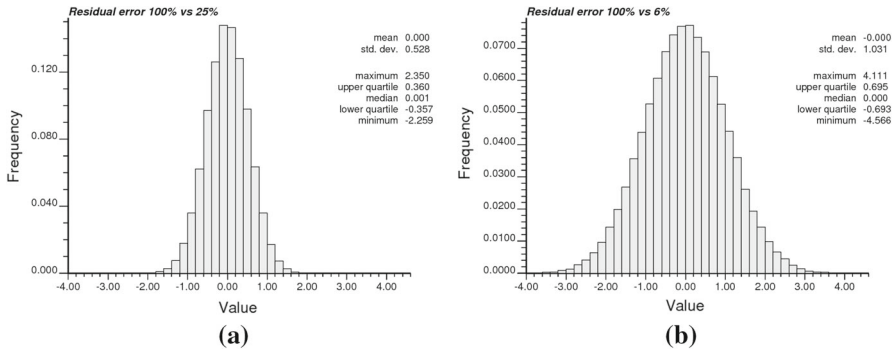 Residual error 100% vs 25%
mean 0.000
std. dev. 0.528
maximum 2.350
upper quartile 0.360
median 0.001
lower quartile -0.357
minimum -2.259
Frequency
0.120
0.080
0.040
0.000
-4.00 -3.00 -2.00 -1.00 0.00 1.00 2.00 3.00 4.00
Value
(a)
Residual error 100% vs 6%
mean -0.000
std. dev. 1.031
maximum 4.111
upper quartile 0.695
median 0.000
lower quartile -0.693
minimum -4.566
Frequency
0.0700
0.0600
0.0500
0.0400
0.0300
0.0200
0.0100
0.0000
-4.00 -3.00 -2.00 -1.00 0.00 1.00 2.00 3.00 4.00
Value
(b)